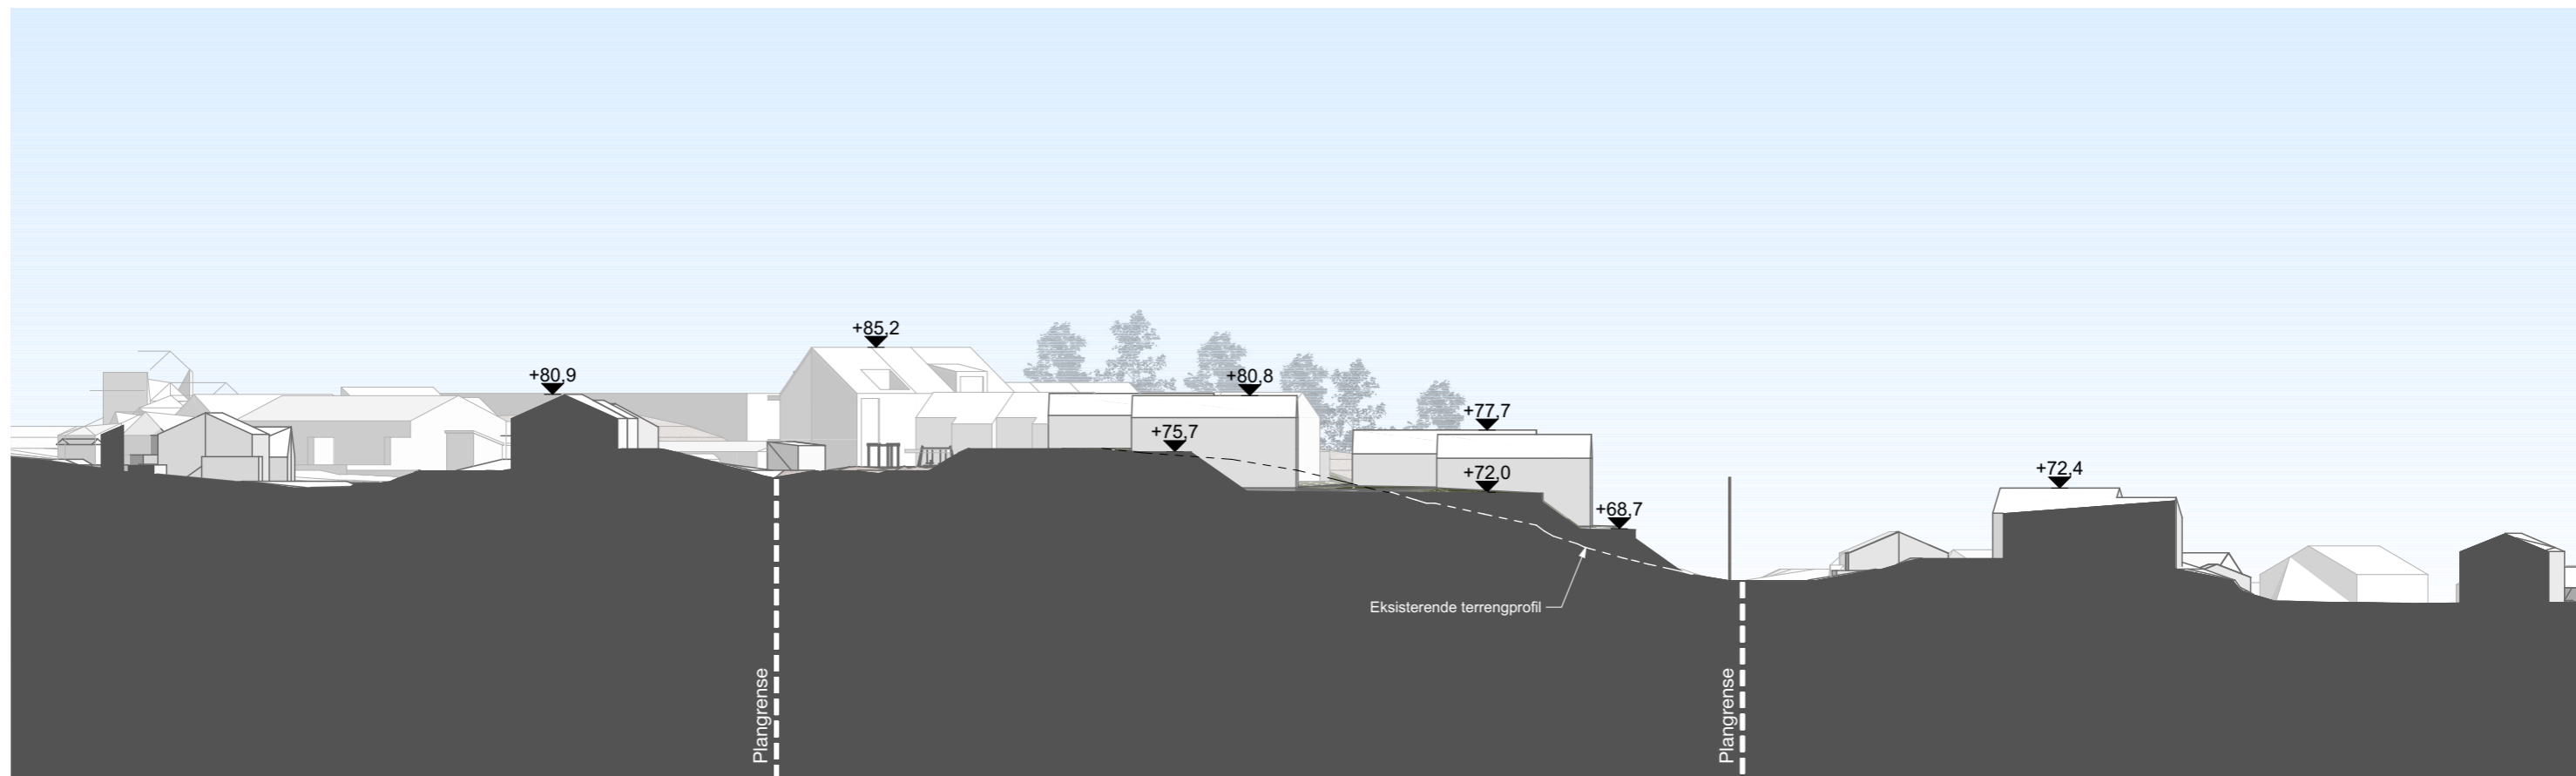 +85,2
+80,9
+80,8
+77,7
+75,7
+72,0
+72,4
+68,7
Eksisterende terrengprofil
Plangrense
Plangrense